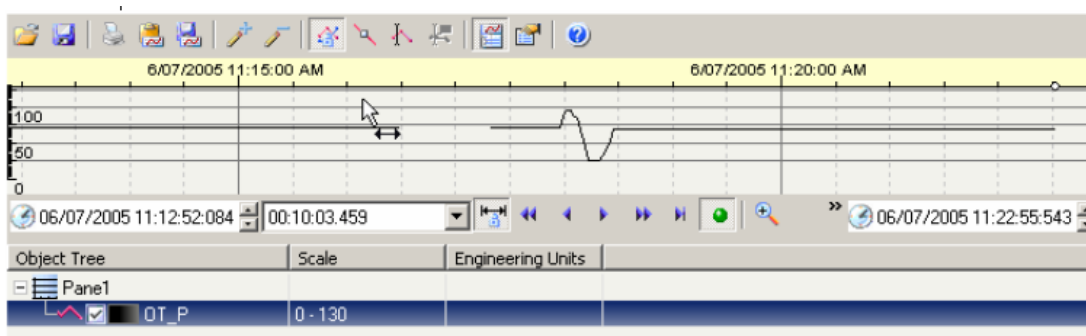 6/07/2005 11:15:00 AM 6/07/2005 11:20:00 AM
100
50
0
06/07/2005 11:12:52:084 00:10:03.459 06/07/2005 11:22:55:543
Object Tree Scale Engineering Units
Pane1
OT_P 0 - 130